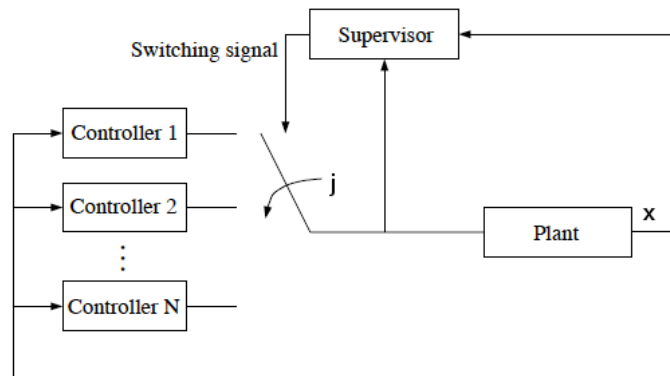 Supervisor
Switching signal
Controller 1
j
Controller 2
x
Plant
⋮
Controller N